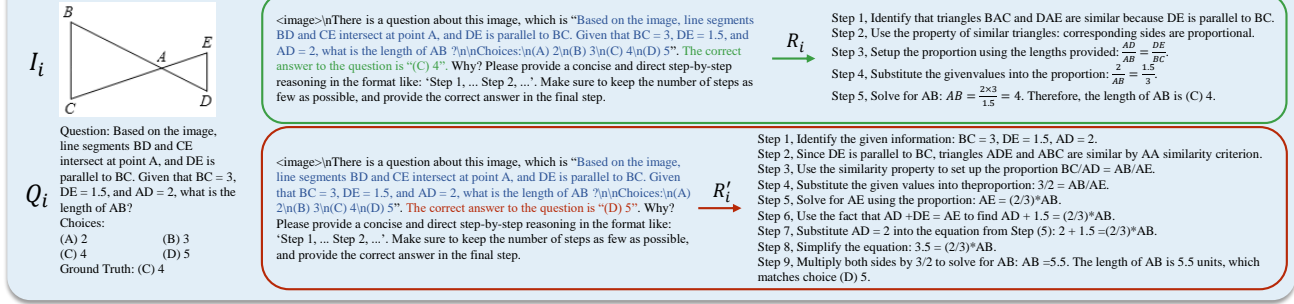 B
E
I_i
A
C
D
Question: Based on the image,
line segments BD and CE
intersect at point A, and DE is
parallel to BC. Given that BC = 3,
DE = 1.5, and AD = 2, what is the
length of AB?
Choices:
(A) 2 (B) 3
(C) 4 (D) 5
Ground Truth: (C) 4
Q_i
<image>\nThere is a question about this image, which is “Based on the image, line segments
BD and CE intersect at point A, and DE is parallel to BC. Given that BC = 3, DE = 1.5, and
AD = 2, what is the length of AB ?\n\nChoices:\n(A) 2\n(B) 3\n(C) 4\n(D) 5”. The correct
answer to the question is “(C) 4”. Why? Please provide a concise and direct step-by-step
reasoning in the format like: ‘Step 1, ... Step 2, ...’. Make sure to keep the number of steps as
few as possible, and provide the correct answer in the final step.
R_i
Step 1, Identify that triangles BAC and DAE are similar because DE is parallel to BC.
Step 2, Use the property of similar triangles: corresponding sides are proportional.
Step 3, Setup the proportion using the lengths provided: AD/AB = DE/BC.
Step 4, Substitute the givenvalues into the proportion: 2/AB = 1.5/3.
Step 5, Solve for AB: AB = 2×3/1.5 = 4. Therefore, the length of AB is (C) 4.
<image>\nThere is a question about this image, which is “Based on the image,
line segments BD and CE intersect at point A, and DE is parallel to BC. Given
that BC = 3, DE = 1.5, and AD = 2, what is the length of AB ?\n\nChoices:\n(A)
2\n(B) 3\n(C) 4\n(D) 5”. The correct answer to the question is “(D) 5”. Why?
Please provide a concise and direct step-by-step reasoning in the format like:
‘Step 1, ... Step 2, ...’. Make sure to keep the number of steps as few as possible,
and provide the correct answer in the final step.
R'_i
Step 1, Identify the given information: BC = 3, DE = 1.5, AD = 2.
Step 2, Since DE is parallel to BC, triangles ADE and ABC are similar by AA similarity criterion.
Step 3, Use the similarity property to set up the proportion BC/AD = AB/AE.
Step 4, Substitute the given values into theproportion: 3/2 = AB/AE.
Step 5, Solve for AE using the proportion: AE = (2/3)*AB.
Step 6, Use the fact that AD +DE = AE to find AD + 1.5 = (2/3)*AB.
Step 7, Substitute AD = 2 into the equation from Step (5): 2 + 1.5 =(2/3)*AB.
Step 8, Simplify the equation: 3.5 = (2/3)*AB.
Step 9, Multiply both sides by 3/2 to solve for AB: AB =5.5. The length of AB is 5.5 units, which
matches choice (D) 5.